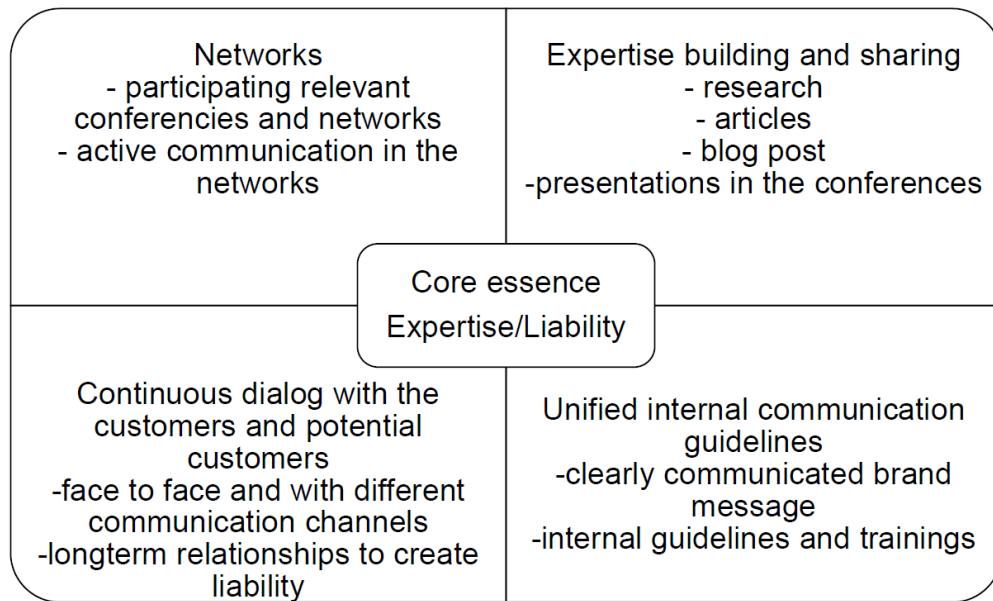 Networks
- participating relevant
conferencies and networks
- active communication in the
networks
Expertise building and sharing
- research
- articles
- blog post
-presentations in the conferences
Core essence
Expertise/Liability
Continuous dialog with the
customers and potential
customers
-face to face and with different
communication channels
-longterm relationships to create
liability
Unified internal communication
guidelines
-clearly communicated brand
message
-internal guidelines and trainings